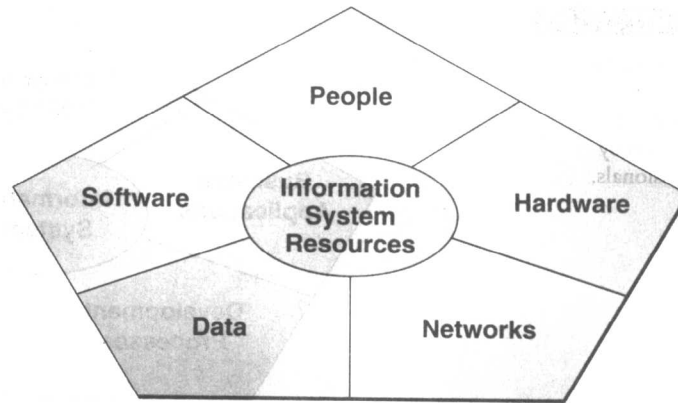 People
Software
Information
System
Resources
Hardware
Data
Networks